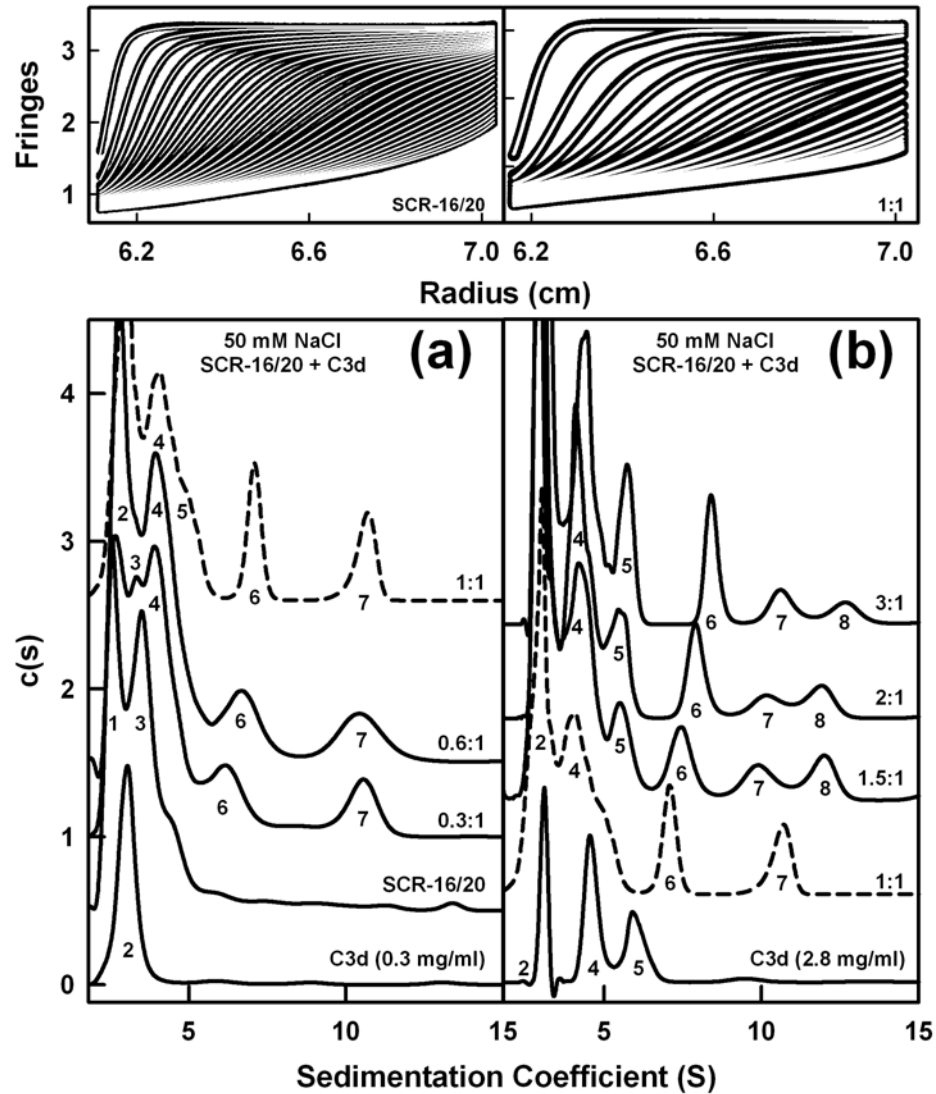 Fringes
3
2
1
SCR-16/20
1:1
6.2 6.6 7.0 6.2 6.6 7.0
Radius (cm)
c(s)
4
3
2
1
0
50 mM NaCl
SCR-16/20 + C3d
(a)
4
2 4 5
3
4
1:1
6 7
1 3
6 7
0.6:1
6 7
0.3:1
SCR-16/20
2
C3d (0.3 mg/ml)
50 mM NaCl
SCR-16/20 + C3d
(b)
4 5
3:1
6 7 8
4 5
2:1
6 7 8
2 4 5
1.5:1
6 7 8
1:1
6 7
2 4 5
C3d (2.8 mg/ml)
5 10 15 5 10 15
Sedimentation Coefficient (S)